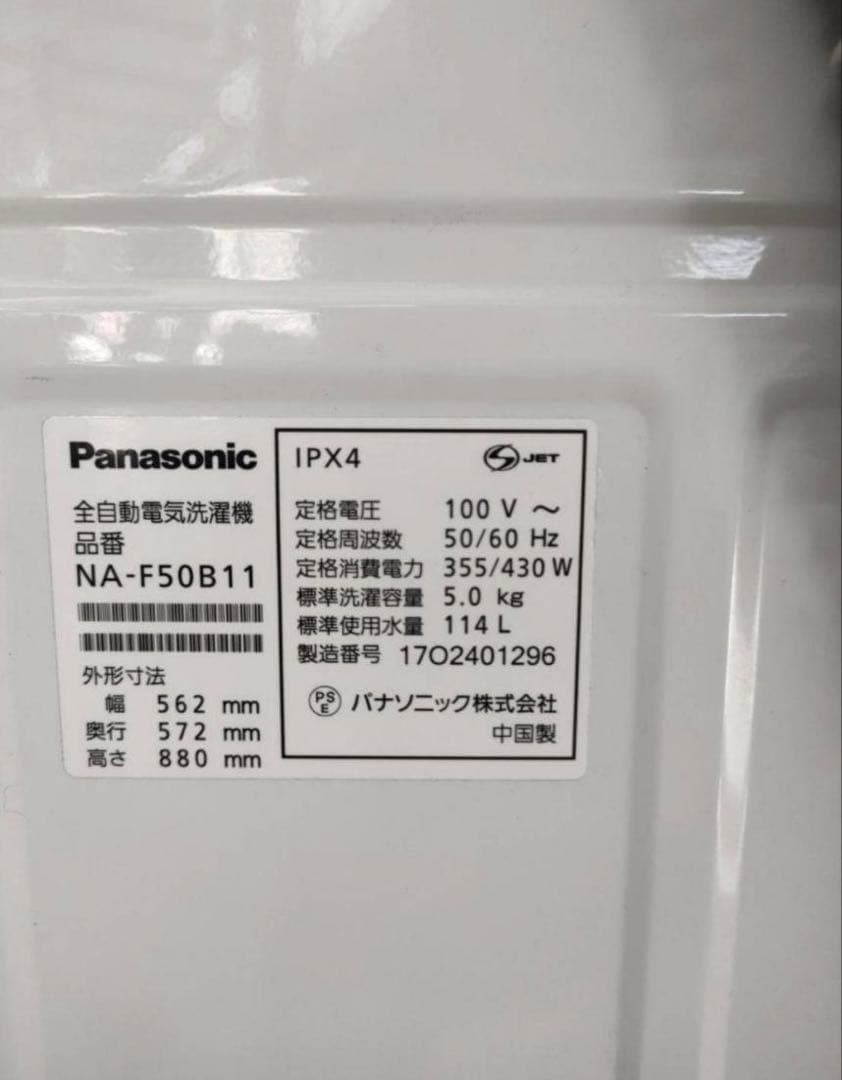 Panasonic
全自動電気洗濯機
品番
NA-F50B11
外形寸法
幅 562 mm
奥行 572 mm
高さ 880 mm
IPX4
S JET
定格電圧 100 V ～
定格周波数 50/60 Hz
定格消費電力 355/430 W
標準洗濯容量 5.0 kg
標準使用水量 114 L
製造番号 17O2401296
PS E パナソニック株式会社
中国製